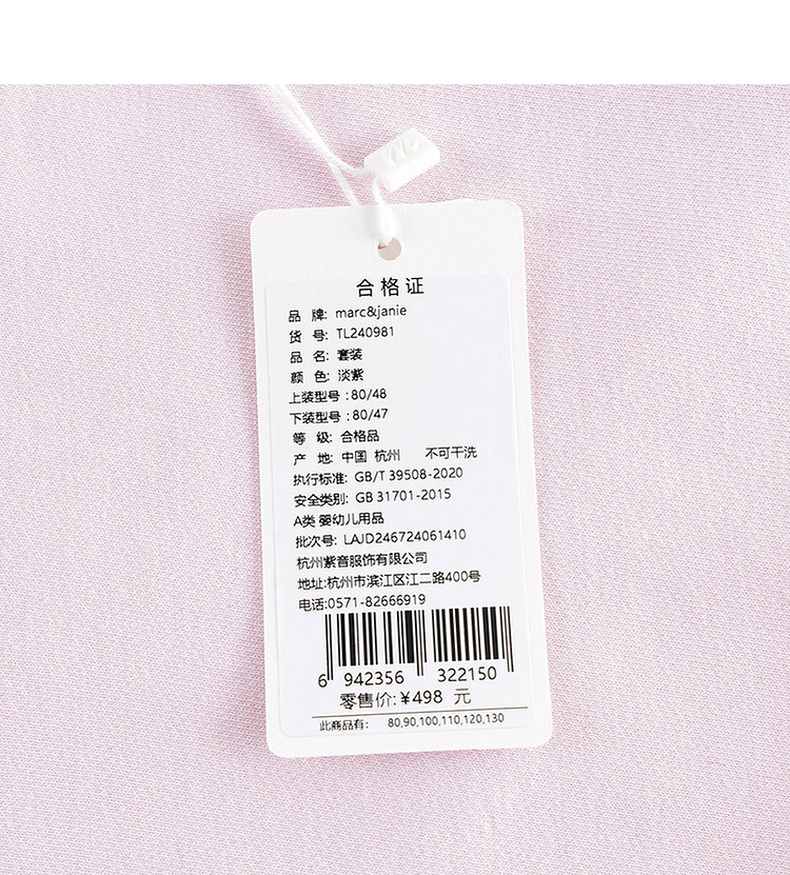 合格证
品 牌: marc&janie
货 号: TL240981
品 名: 套装
颜 色: 淡紫
上装型号 : 80/48
下装型号 : 80/47
等 级: 合格品
产 地: 中国 杭州 不可干洗
执行标准: GB/T 39508-2020
安全类别: GB 31701-2015
A类 婴幼儿用品
批次号: LAJD246724061410
杭州紫音服饰有限公司
地址:杭州市滨江区江二路400号
电话:0571-82666919
6 942356 322150
零售价:¥498 元
此商品有: 80,90,100,110,120,130